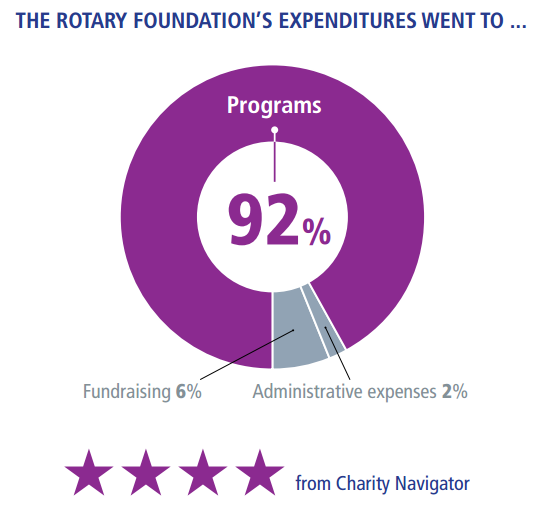 THE ROTARY FOUNDATION’S EXPENDITURES WENT TO ...
Programs
92%
Fundraising 6%
Administrative expenses 2%
from Charity Navigator